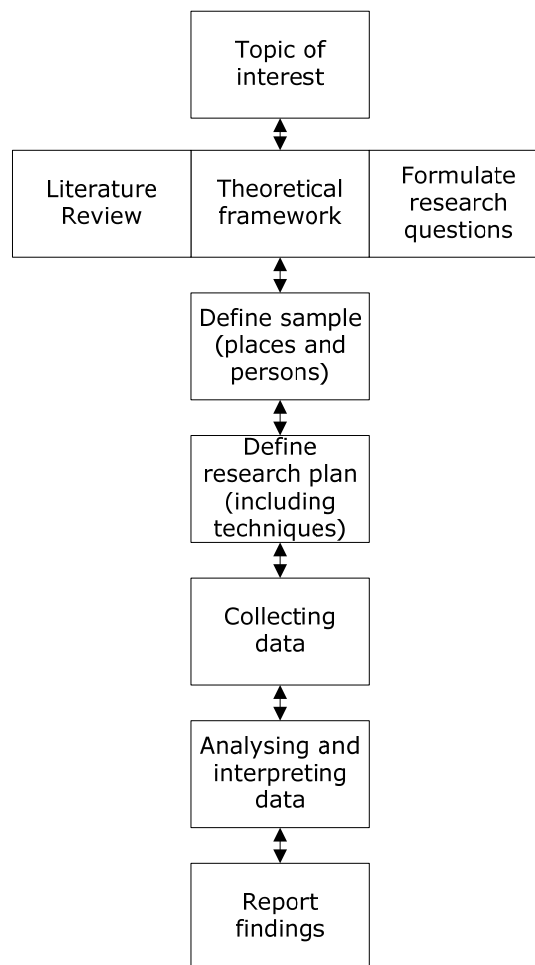 Topic of
interest
Literature
Review
Theoretical
framework
Formulate
research
questions
Define sample
(places and
persons)
Define
research plan
(including
techniques)
Collecting
data
Analysing and
interpreting
data
Report
findings